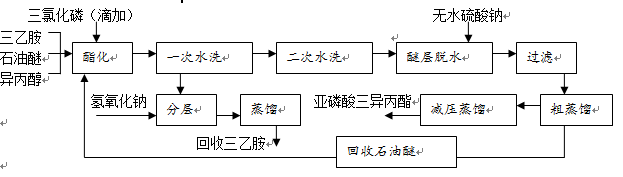 三氯化磷（滴加）
无水硫酸钠
三乙胺
石油醚
异丙醇
酯化
一次水洗
二次水洗
醚层脱水
过滤
氢氧化钠
分层
蒸馏
亚磷酸三异丙酯
减压蒸馏
粗蒸馏
回收三乙胺
回收石油醚